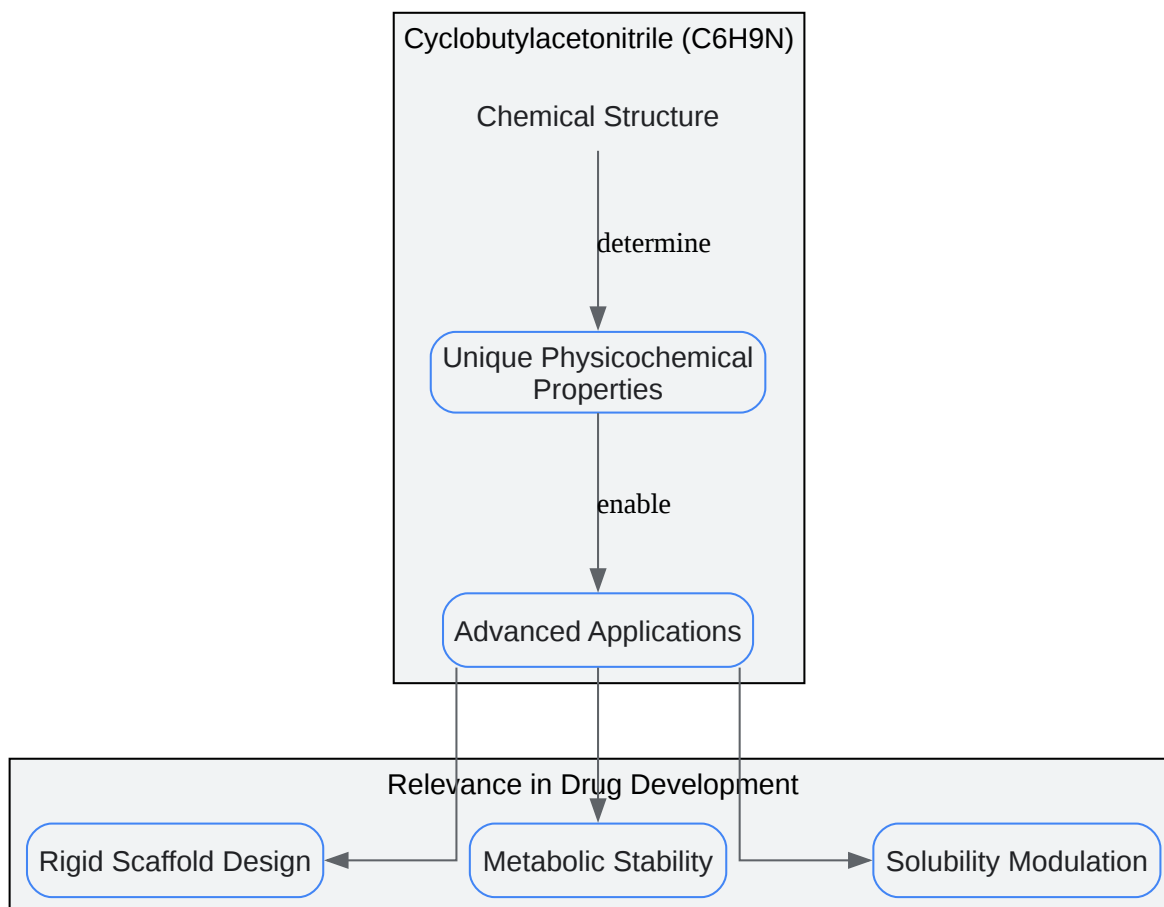 Cyclobutylacetonitrile (C6H9N)
Chemical Structure
determine
Unique Physicochemical
Properties
enable
Advanced Applications
Relevance in Drug Development
Rigid Scaffold Design
Metabolic Stability
Solubility Modulation